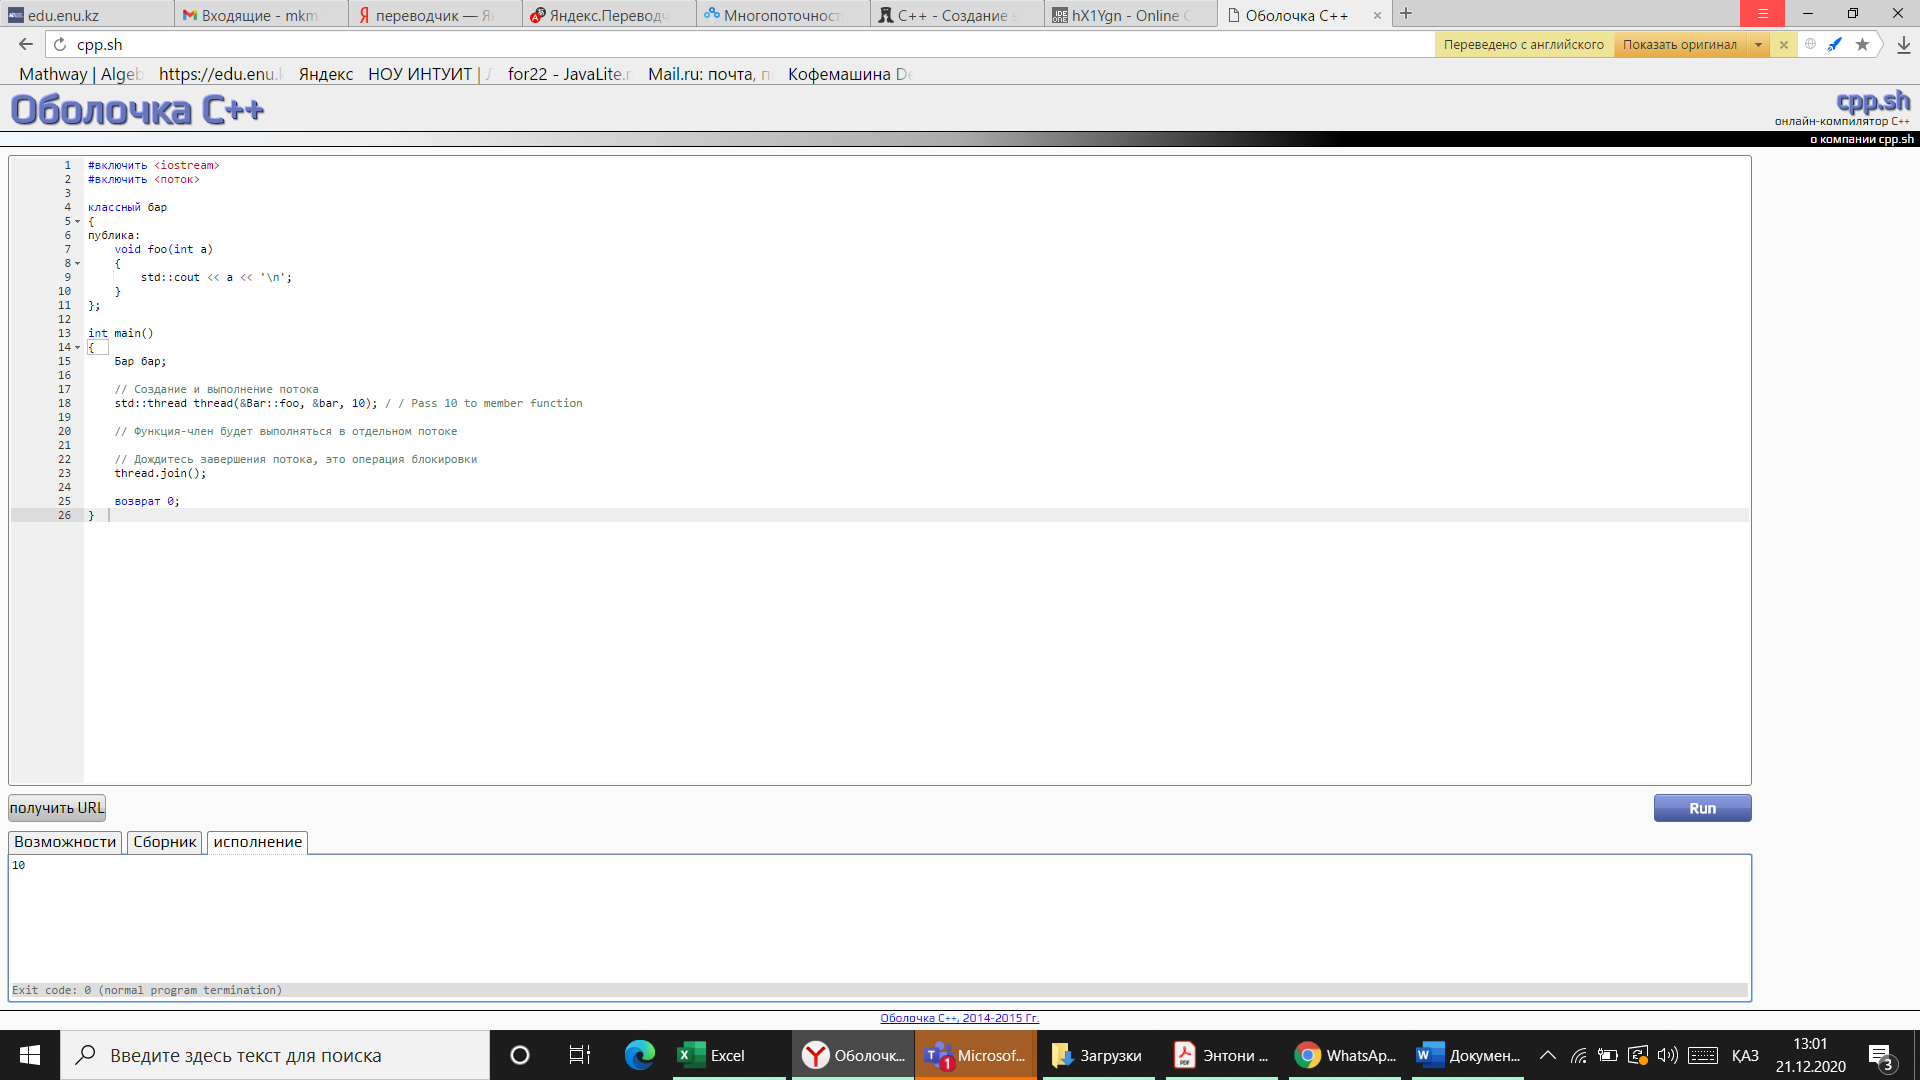 edu.enu.kz
Входящие - mkm
переводчик —
Яндекс.Перевод
Многопоточност
C++ - Создание
hX1Ygn - Online
Оболочка C++
cpp.sh
Переведено с английского
Показать оригинал
Mathway | Algeb
https://edu.enu.k
Яндекс
НОУ ИНТУИТ |
for22 - JavaLite.r
Mail.ru: почта, п
Кофемашина De
Оболочка C++
cpp.sh
онлайн-компилятор C++
о компании cpp.sh
1 #включить <iostream>
2 #включить <поток>
3
4 классный бар
5 {
6 публика:
7 void foo(int a)
8 {
9 std::cout << a << '\n';
10 }
11 };
12
13 int main()
14 {
15 Бар бар;
16
17 // Создание и выполнение потока
18 std::thread thread(&Bar::foo, &bar, 10); / / Pass 10 to member function
19
20 // Функция-член будет выполняться в отдельном потоке
21
22 // Дождитесь завершения потока, это операция блокировки
23 thread.join();
24
25 возврат 0;
26 }
получить URL
Run
Возможности
Сборник
исполнение
10
Exit code: 0 (normal program termination)
Оболочка C++, 2014-2015 Гг.
Введите здесь текст для поиска
Excel
Оболочк...
Microsof...
1
Загрузки
Энтони ...
WhatsAp...
Докумен...
ҚАЗ
13:01
21.12.2020
3